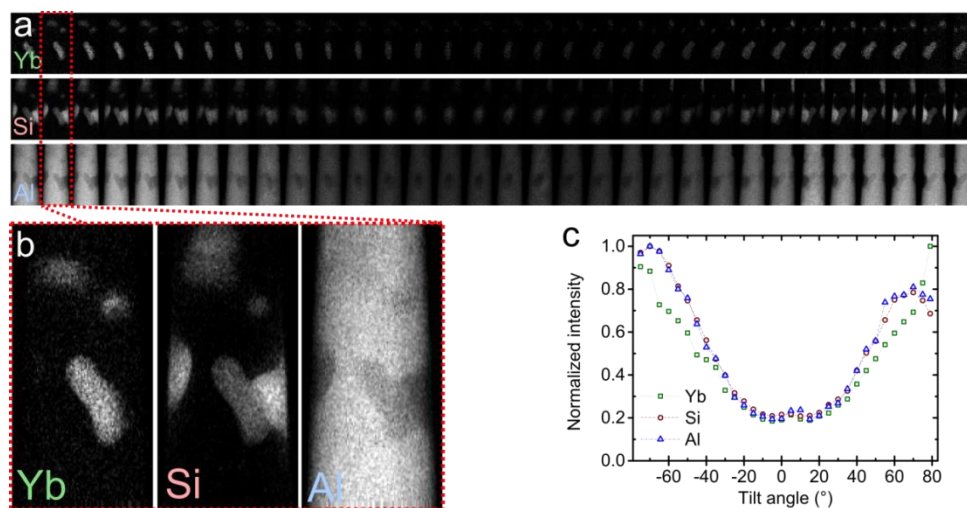 a
Yb
Si
Al
b
Yb
Si
Al
c
Normalized intensity
1.0
0.8
0.6
0.4
0.2
0.0
Yb
Si
Al
-60 -40 -20 0 20 40 60 80
Tilt angle (°)